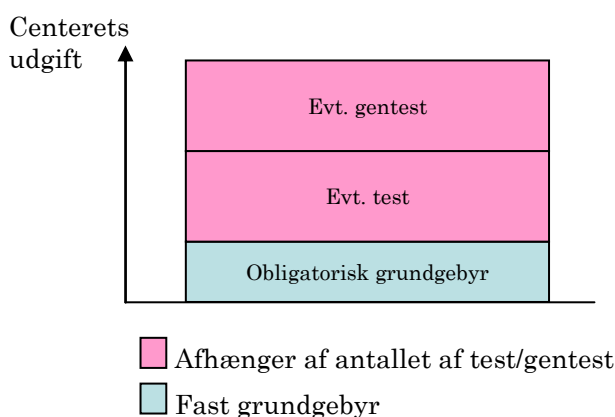 Centerets
udgift
Evt. gentest
Evt. test
Obligatorisk grundgebyr
Afhænger af antallet af test/gentest
Fast grundgebyr